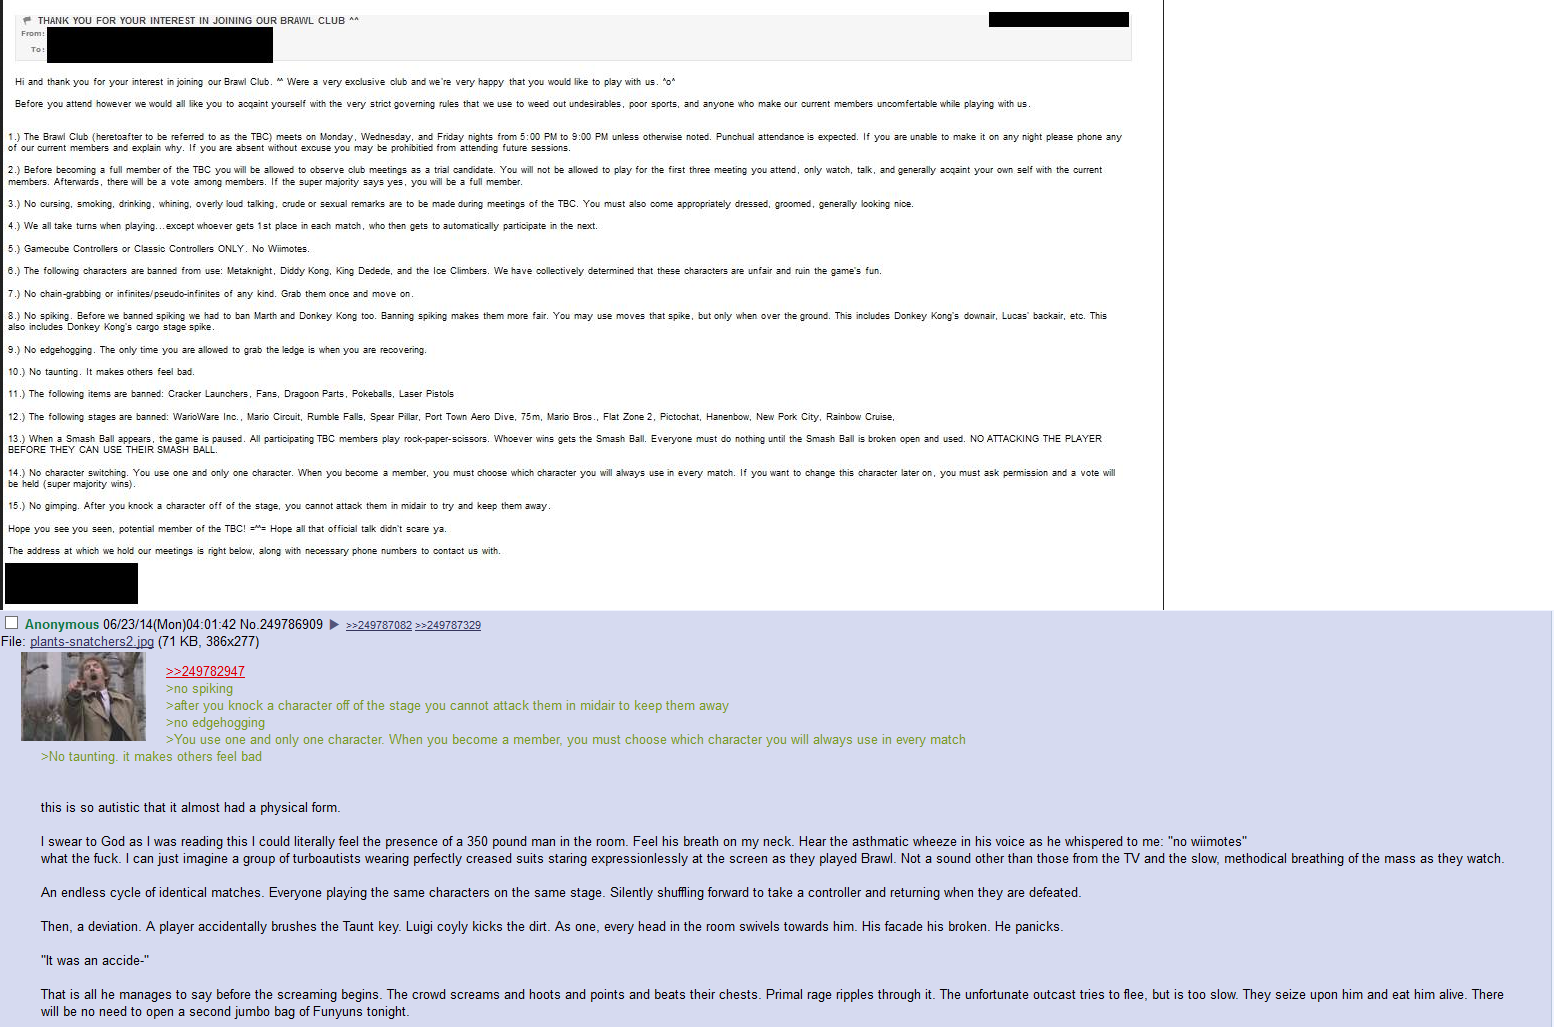 THANK YOU FOR YOUR INTEREST IN JOINING OUR BRAWL CLUB ^^
From:
To:
Hi and thank you for your interest in joining our Brawl Club. ^^ Were a very exclusive club and we're very happy that you would like to play with us. ^o^
Before you attend however we would all like you to acqaint yourself with the very strict governing rules that we use to weed out undesirables, poor sports, and anyone who make our current members uncomfertable while playing with us.
1.) The Brawl Club (heretoafter to be referred to as the TBC) meets on Monday, Wednesday, and Friday nights from 5:00 PM to 9:00 PM unless otherwise noted. Punchual attendance is expected. If you are unable to make it on any night please phone any
of our current members and explain why. If you are absent without excuse you may be prohibitied from attending future sessions.
2.) Before becoming a full member of the TBC you will be allowed to observe club meetings as a trial candidate. You will not be allowed to play for the first three meeting you attend, only watch, talk, and generally acqaint your own self with the current
members. Afterwards, there will be a vote among members. If the super majority says yes, you will be a full member.
3.) No cursing, smoking, drinking, whining, overly loud talking, crude or sexual remarks are to be made during meetings of the TBC. You must also come appropriately dressed, groomed, generally looking nice.
4.) We all take turns when playing...except whoever gets 1st place in each match, who then gets to automatically participate in the next.
5.) Gamecube Controllers or Classic Controllers ONLY. No Wiimotes.
6.) The following characters are banned from use: Metaknight, Diddy Kong, King Dedede, and the Ice Climbers. We have collectively determined that these characters are unfair and ruin the game's fun.
7.) No chain-grabbing or infinites/pseudo-infinites of any kind. Grab them once and move on.
8.) No spiking. Before we banned spiking we had to ban Marth and Donkey Kong too. Banning spiking makes them more fair. You may use moves that spike, but only when over the ground. This includes Donkey Kong's downair, Lucas' backair, etc. This
also includes Donkey Kong's cargo stage spike.
9.) No edgehogging. The only time you are allowed to grab the ledge is when you are recovering.
10.) No taunting. It makes others feel bad.
11.) The following items are banned: Cracker Launchers, Fans, Dragoon Parts, Pokeballs, Laser Pistols
12.) The following stages are banned: WarioWare Inc., Mario Circuit, Rumble Falls, Spear Pillar, Port Town Aero Dive, 75m, Mario Bros., Flat Zone 2, Pictochat, Hanenbow, New Pork City, Rainbow Cruise,
13.) When a Smash Ball appears, the game is paused. All participating TBC members play rock-paper-scissors. Whoever wins gets the Smash Ball. Everyone must do nothing until the Smash Ball is broken open and used. NO ATTACKING THE PLAYER
BEFORE THEY CAN USE THEIR SMASH BALL.
14.) No character switching. You use one and only one character. When you become a member, you must choose which character you will always use in every match. If you want to change this character later on, you must ask permission and a vote will
be held (super majority wins).
15.) No gimping. After you knock a character off of the stage, you cannot attack them in midair to try and keep them away.
Hope you see you seen, potential member of the TBC! =^^= Hope all that official talk didn't scare ya.
The address at which we hold our meetings is right below, along with necessary phone numbers to contact us with.
Anonymous 06/23/14(Mon)04:01:42 No.249786909 ▶ >>249787082 >>249787329
File: plants-snatchers2.jpg (71 KB, 386x277)
>>249782947
>no spiking
>after you knock a character off of the stage you cannot attack them in midair to keep them away
>no edgehogging
>You use one and only one character. When you become a member, you must choose which character you will always use in every match
>No taunting. it makes others feel bad
this is so autistic that it almost had a physical form.
I swear to God as I was reading this I could literally feel the presence of a 350 pound man in the room. Feel his breath on my neck. Hear the asthmatic wheeze in his voice as he whispered to me: "no wiimotes"
what the fuck. I can just imagine a group of turboautists wearing perfectly creased suits staring expressionlessly at the screen as they played Brawl. Not a sound other than those from the TV and the slow, methodical breathing of the mass as they watch.
An endless cycle of identical matches. Everyone playing the same characters on the same stage. Silently shuffling forward to take a controller and returning when they are defeated.
Then, a deviation. A player accidentally brushes the Taunt key. Luigi coyly kicks the dirt. As one, every head in the room swivels towards him. His facade his broken. He panicks.
"It was an accide-"
That is all he manages to say before the screaming begins. The crowd screams and hoots and points and beats their chests. Primal rage ripples through it. The unfortunate outcast tries to flee, but is too slow. They seize upon him and eat him alive. There
will be no need to open a second jumbo bag of Funyuns tonight.